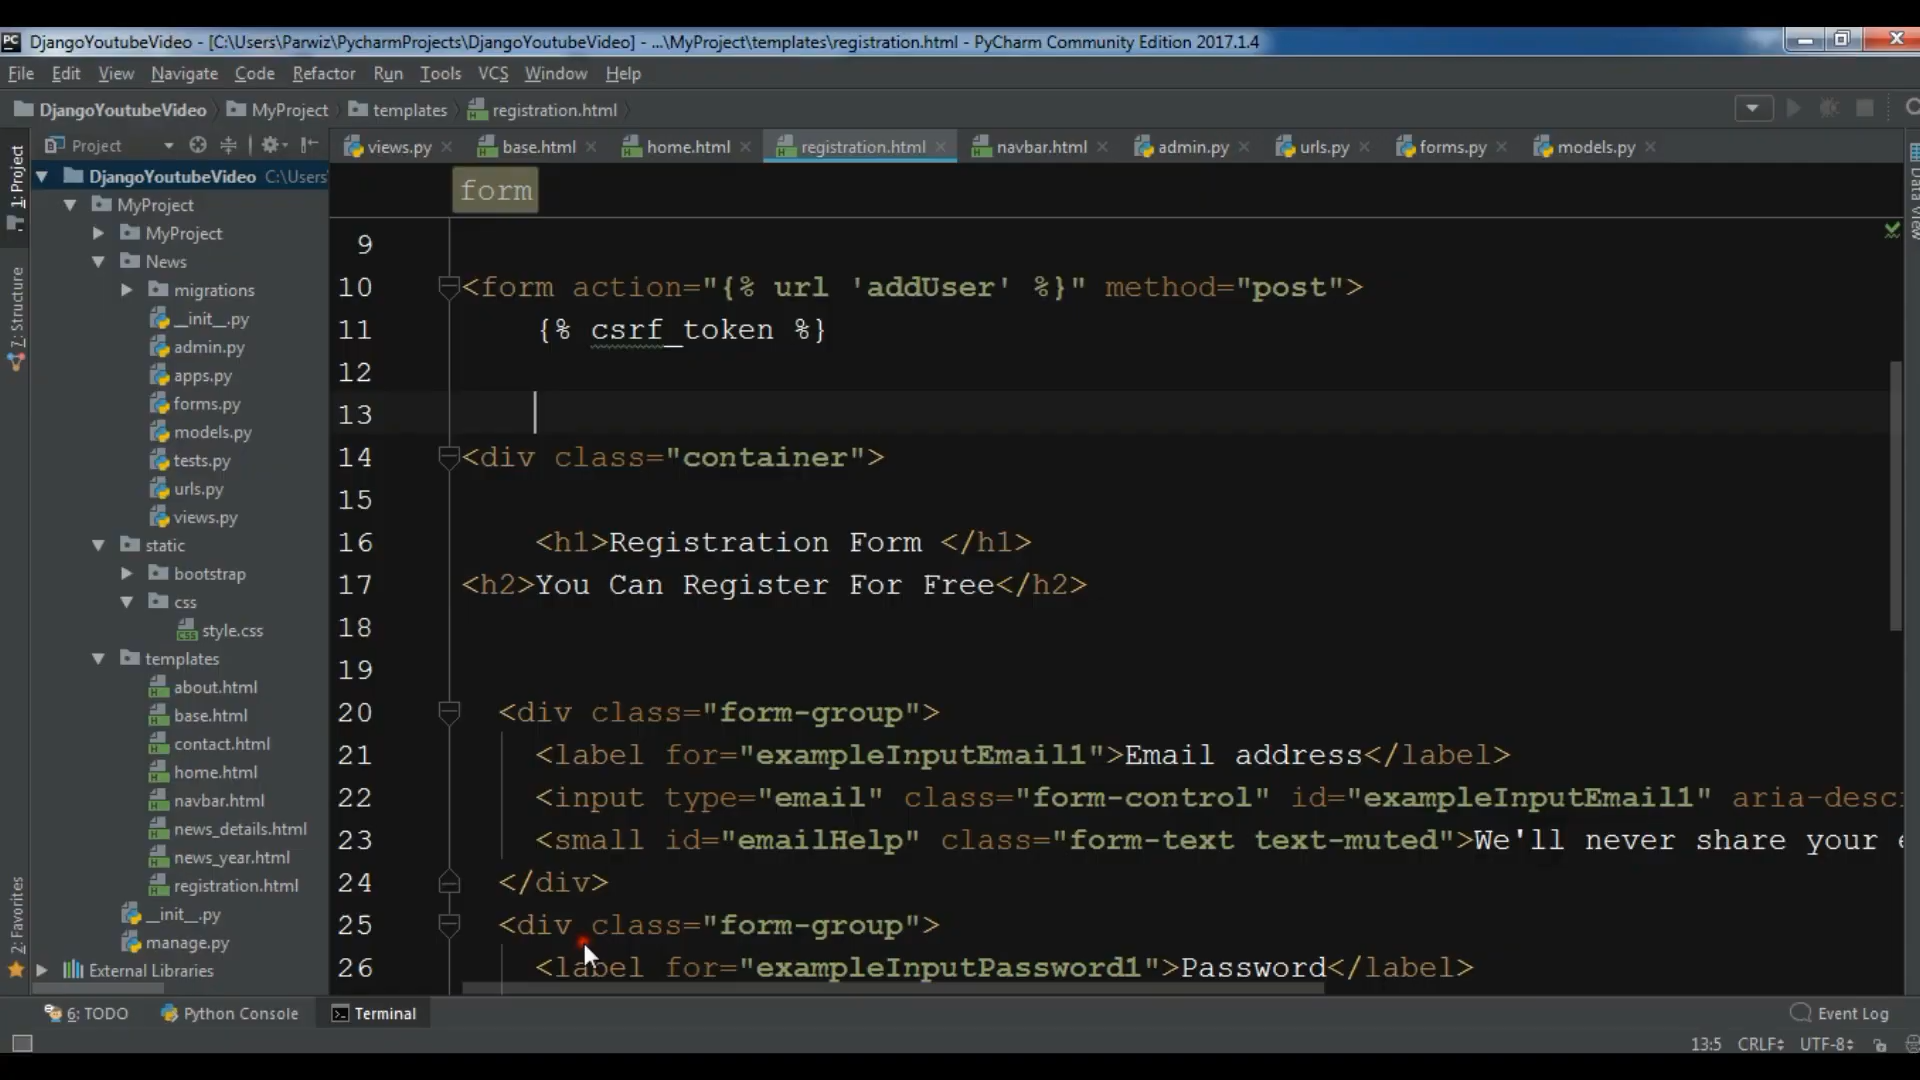 DjangoYoutubeVideo - [C:\Users\Parwiz\PycharmProjects\DjangoYoutubeVideo] - ...\MyProject\templates\registration.html - PyCharm Community Edition 2017.1.4
File Edit View Navigate Code Refactor Run Tools VCS Window Help
DjangoYoutubeVideo MyProject templates registration.html
Project views.py base.html home.html registration.html navbar.html admin.py urls.py forms.py models.py
1: Project
7: Structure
2: Favorites
DjangoYoutubeVideo C:\Users
MyProject
MyProject
News
migrations
__init__.py
admin.py
apps.py
forms.py
models.py
tests.py
urls.py
views.py
static
bootstrap
css
style.css
templates
about.html
base.html
contact.html
home.html
navbar.html
news_details.html
news_year.html
registration.html
__init__.py
manage.py
External Libraries
form
9
10 <form action="{% url 'addUser' %}" method="post">
11 {% csrf_token %}
12
13
14 <div class="container">
15
16 <h1>Registration Form </h1>
17 <h2>You Can Register For Free</h2>
18
19
20 <div class="form-group">
21 <label for="exampleInputEmail1">Email address</label>
22 <input type="email" class="form-control" id="exampleInputEmail1" aria-desc
23 <small id="emailHelp" class="form-text text-muted">We'll never share your
24 </div>
25 <div class="form-group">
26 <label for="exampleInputPassword1">Password</label>
Data View
6: TODO Python Console Terminal Event Log
13:5 CRLF UTF-8